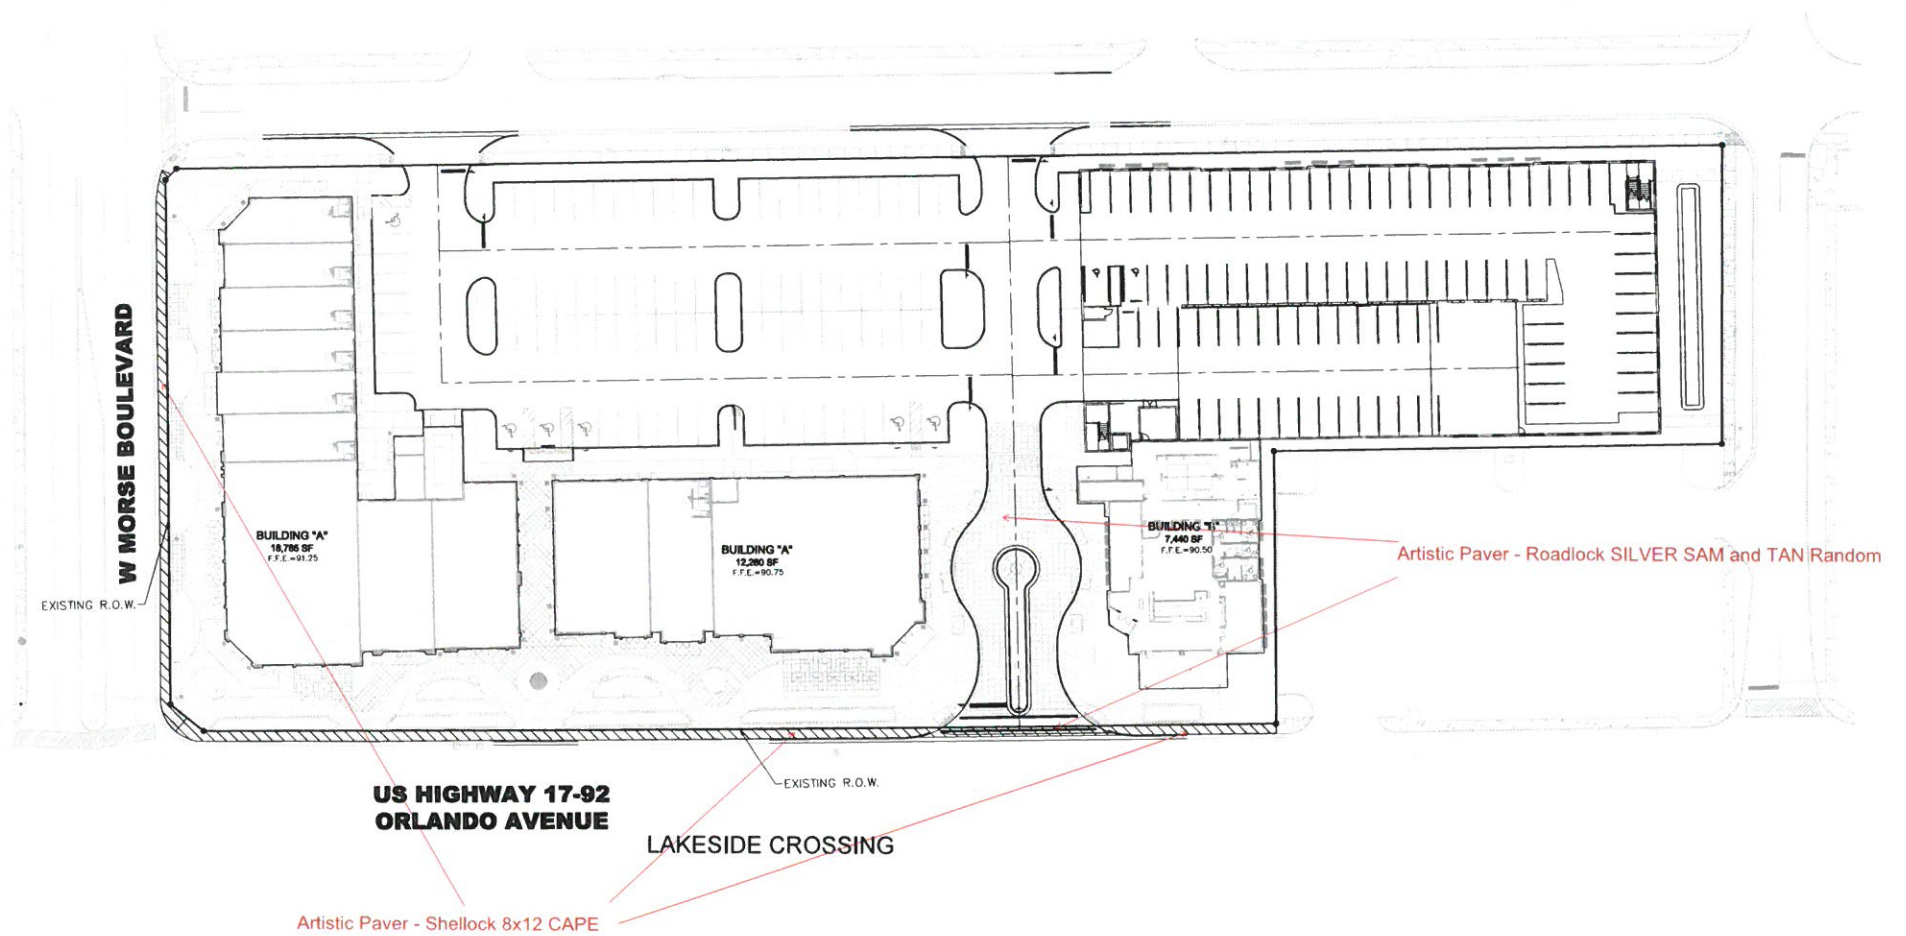 W MORSE BOULEVARD
EXISTING R.O.W.
BUILDING "A"
18,765 SF
F.F.E.=91.25
BUILDING "A"
12,280 SF
F.F.E.=90.75
7,440 SF
F.F.E.=90.50
BUILDING
Artistic Paver - Roadlock SILVER SAM and TAN Random
EXISTING R.O.W.
US HIGHWAY 17-92
ORLANDO AVENUE
LAKESIDE CROSSING
Artistic Paver - Shellock 8x12 CAPE